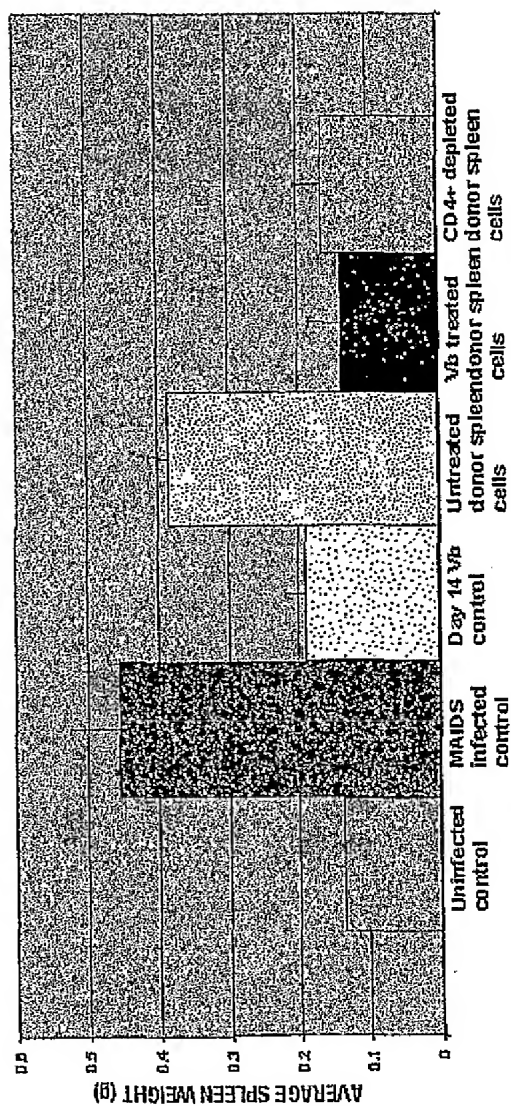 AVERAGE SPLEEN WEIGHT (g)
0.6
0.5
0.4
0.3
0.2
0.1
0
Uninfected
control
MAIDS
Infected
control
Day 14 Vb
control
Untreated
donor spleen
cells
Vb treated
donor spleen
cells
CD4+ depleted
donor spleen
cells